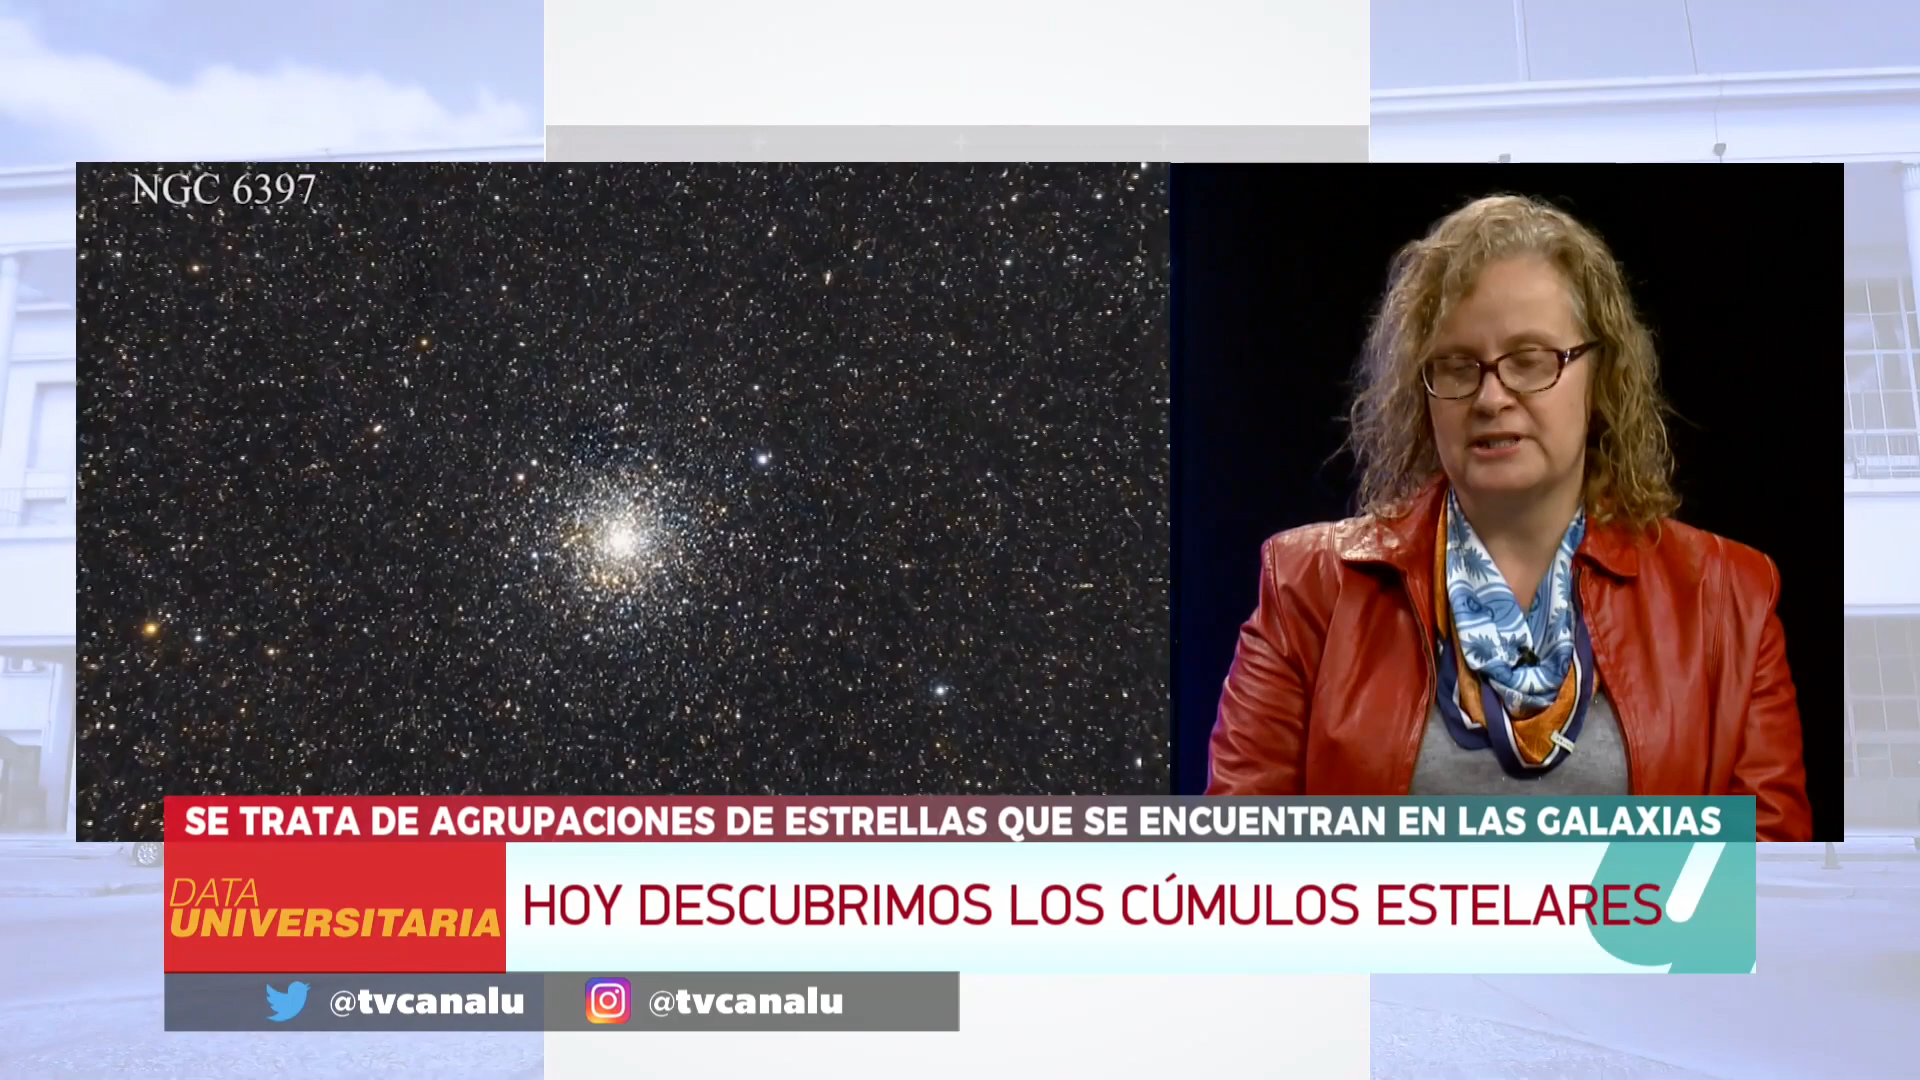 NGC 6397
SE TRATA DE AGRUPACIONES DE ESTRELLAS QUE SE ENCUENTRAN EN LAS GALAXIAS
DATA
UNIVERSITARIA
HOY DESCUBRIMOS LOS CÚMULOS ESTELARES
@tvcanalu
@tvcanalu